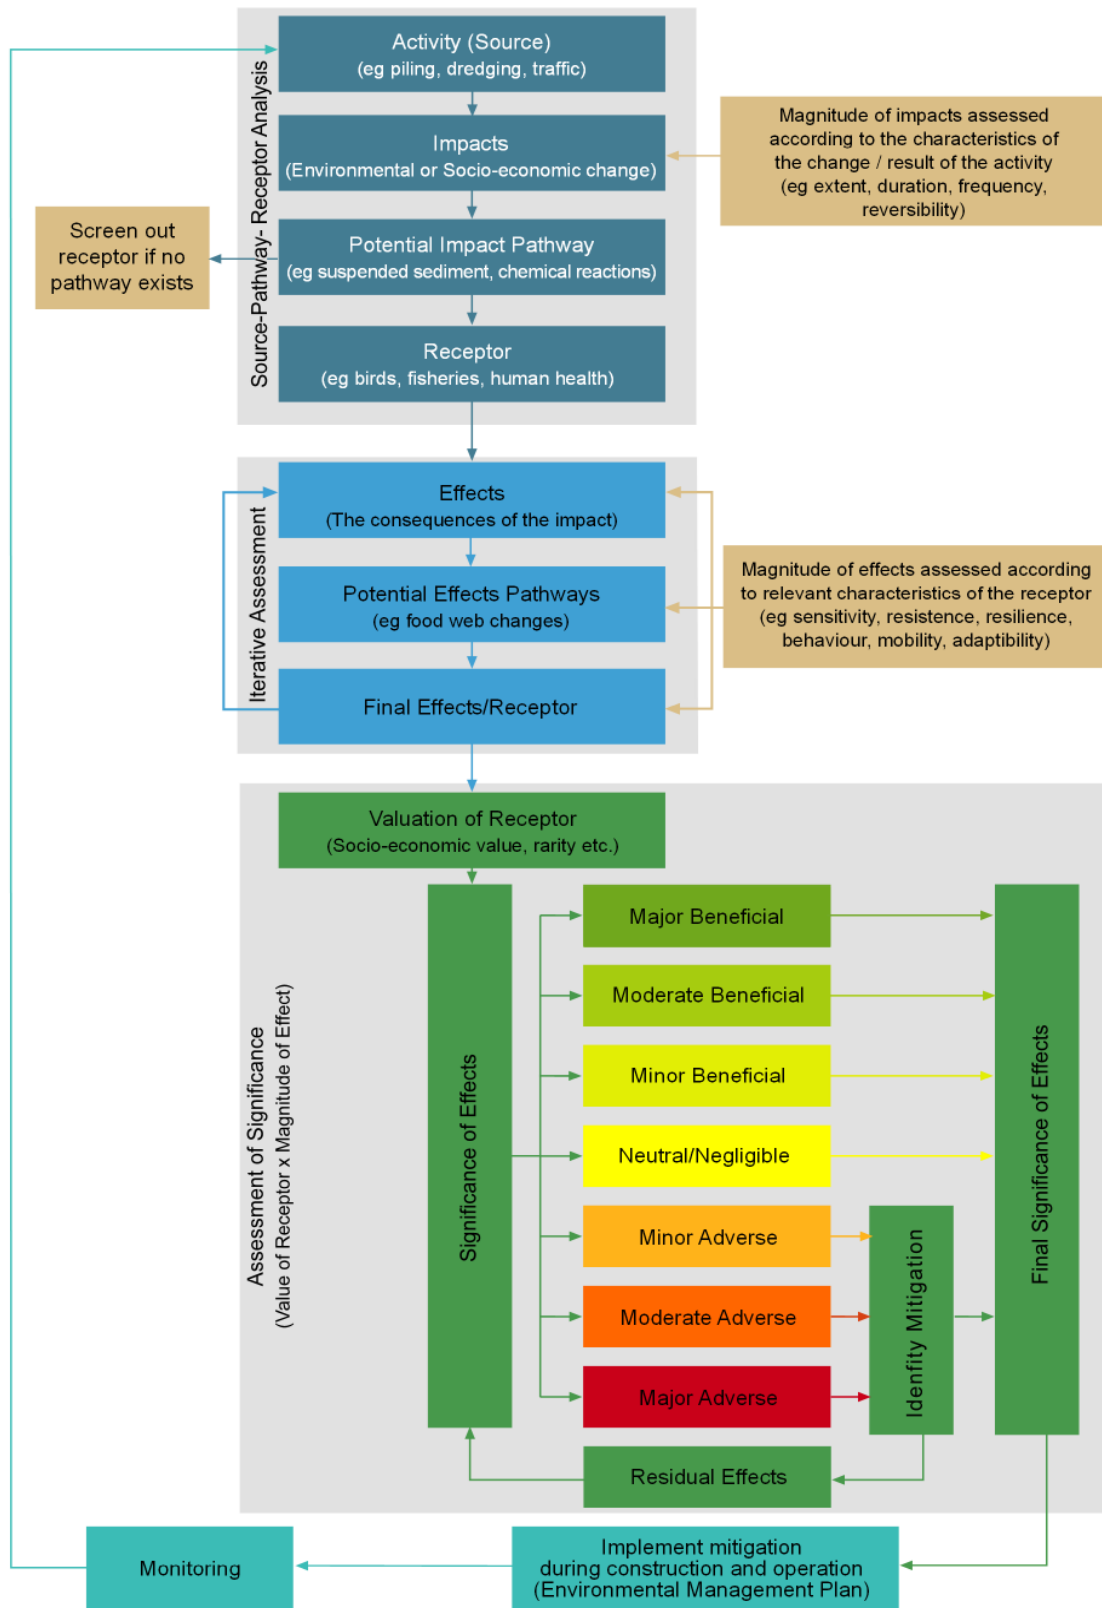 Source-Pathway- Receptor Analysis
Activity (Source)
(eg piling, dredging, traffic)
Impacts
(Environmental or Socio-economic change)
Magnitude of impacts assessed
according to the characteristics of
the change / result of the activity
(eg extent, duration, frequency,
reversibility)
Screen out
receptor if no
pathway exists
Potential Impact Pathway
(eg suspended sediment, chemical reactions)
Receptor
(eg birds, fisheries, human health)
Iterative Assessment
Effects
(The consequences of the impact)
Potential Effects Pathways
(eg food web changes)
Magnitude of effects assessed according
to relevant characteristics of the receptor
(eg sensitivity, resistence, resilience,
behaviour, mobility, adaptibility)
Final Effects/Receptor
Assessment of Significance
(Value of Receptor x Magnitude of Effect)
Valuation of Receptor
(Socio-economic value, rarity etc.)
Significance of Effects
Major Beneficial
Moderate Beneficial
Minor Beneficial
Neutral/Negligible
Minor Adverse
Moderate Adverse
Major Adverse
Idenfity Mitigation
Final Significance of Effects
Residual Effects
Monitoring
Implement mitigation
during construction and operation
(Environmental Management Plan)